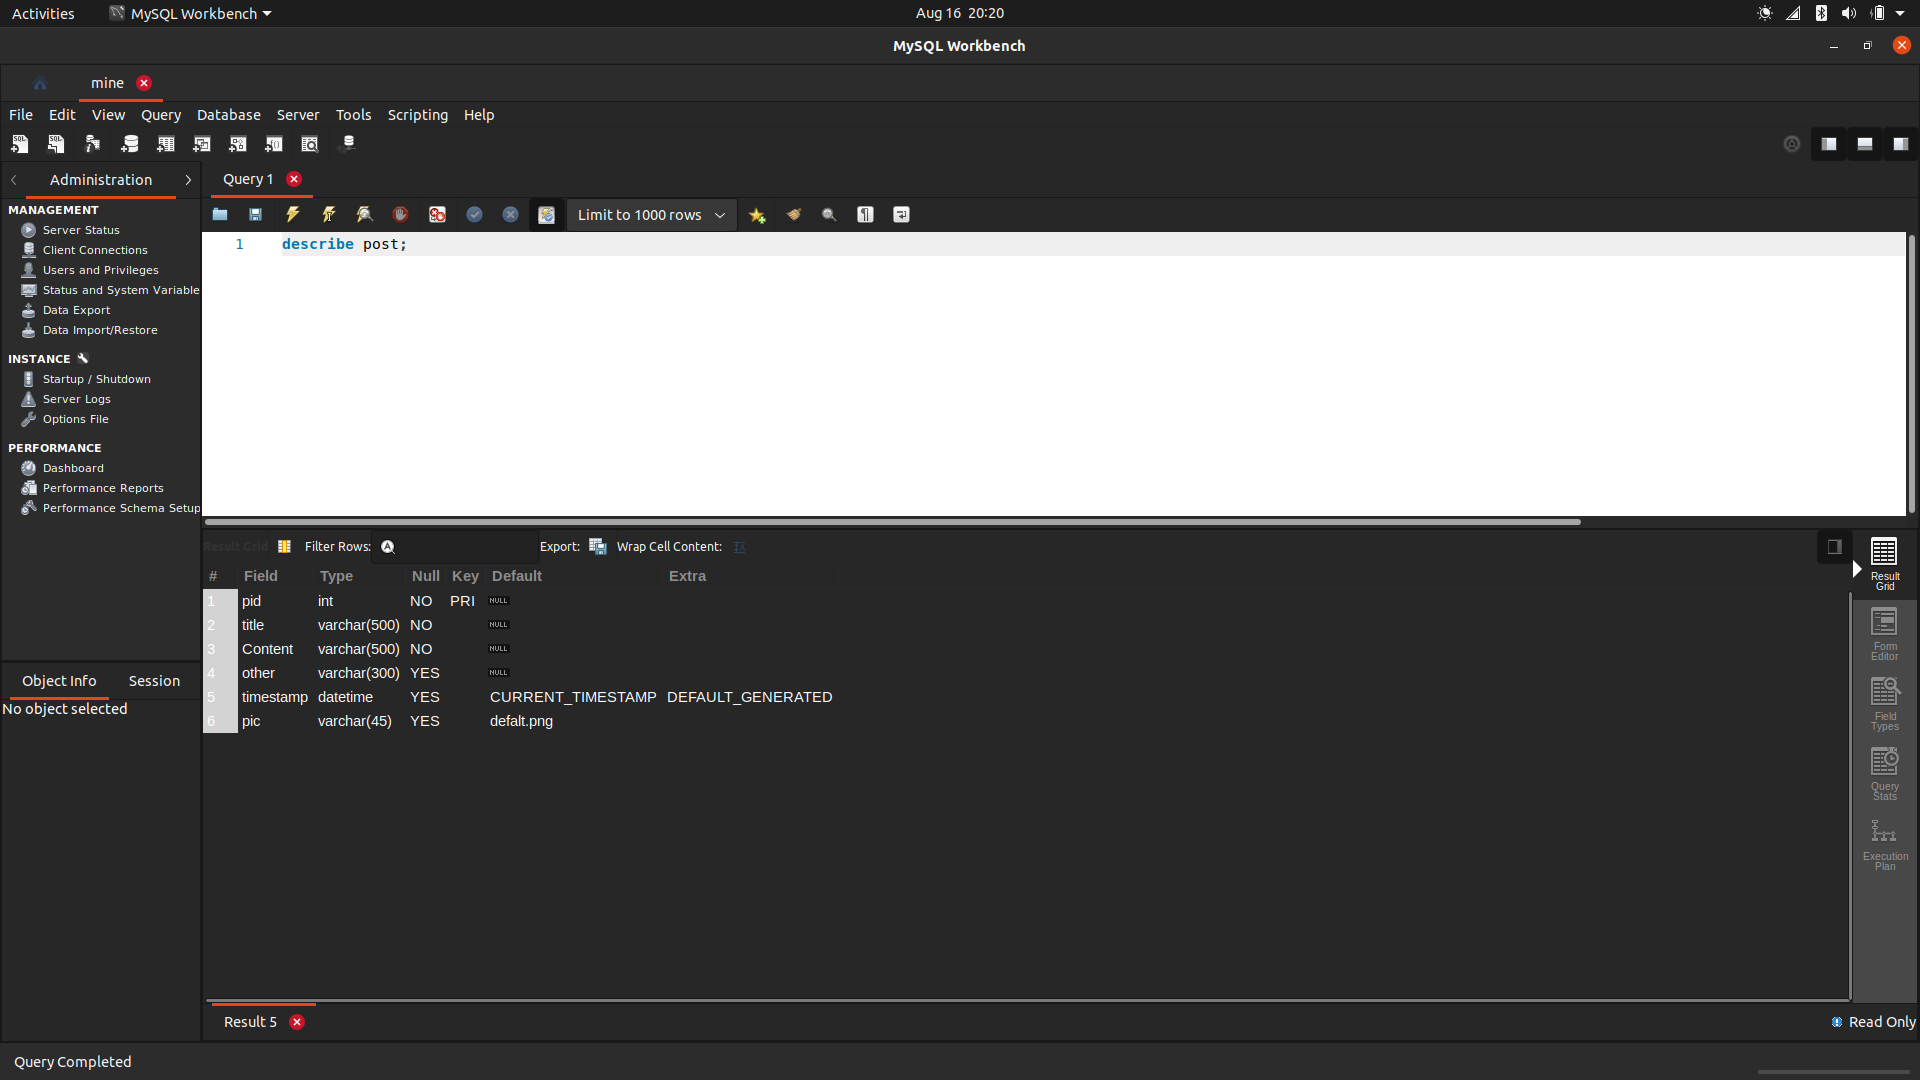 Activities MySQL Workbench Aug 16 20:20
MySQL Workbench
mine
File Edit View Query Database Server Tools Scripting Help
Administration
Query 1
MANAGEMENT
Server Status
Client Connections
Users and Privileges
Status and System Variable
Data Export
Data Import/Restore
INSTANCE
Startup / Shutdown
Server Logs
Options File
PERFORMANCE
Dashboard
Performance Reports
Performance Schema Setup
Object Info Session
No object selected
Limit to 1000 rows
1 describe post;
Result Grid Filter Rows: Export: Wrap Cell Content:
# Field Type Null Key Default Extra
1 pid int NO PRI NULL
2 title varchar(500) NO NULL
3 Content varchar(500) NO NULL
4 other varchar(300) YES NULL
5 timestamp datetime YES CURRENT_TIMESTAMP DEFAULT_GENERATED
6 pic varchar(45) YES defalt.png
Result
Grid
Form
Editor
Field
Types
Query
Stats
Execution
Plan
Result 5
Read Only
Query Completed